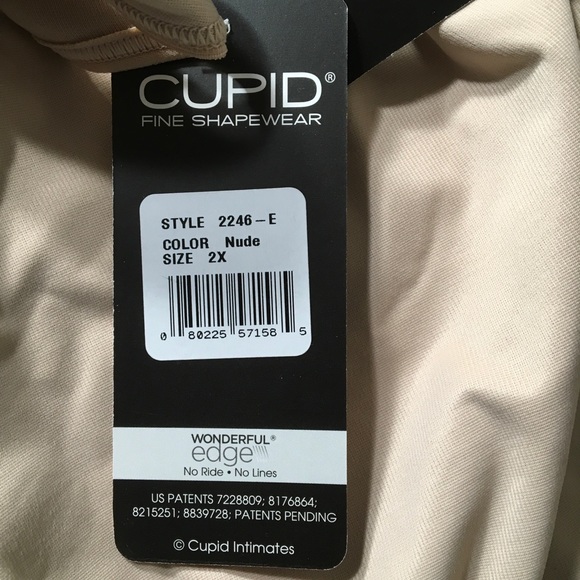 CUPID®
FINE SHAPEWEAR
STYLE 2246-E
COLOR Nude
SIZE 2X
0 80225 57158 5
WONDERFUL®
edge
No Ride • No Lines
US PATENTS 7228809; 8176864;
8215251; 8839728; PATENTS PENDING
© Cupid Intimates